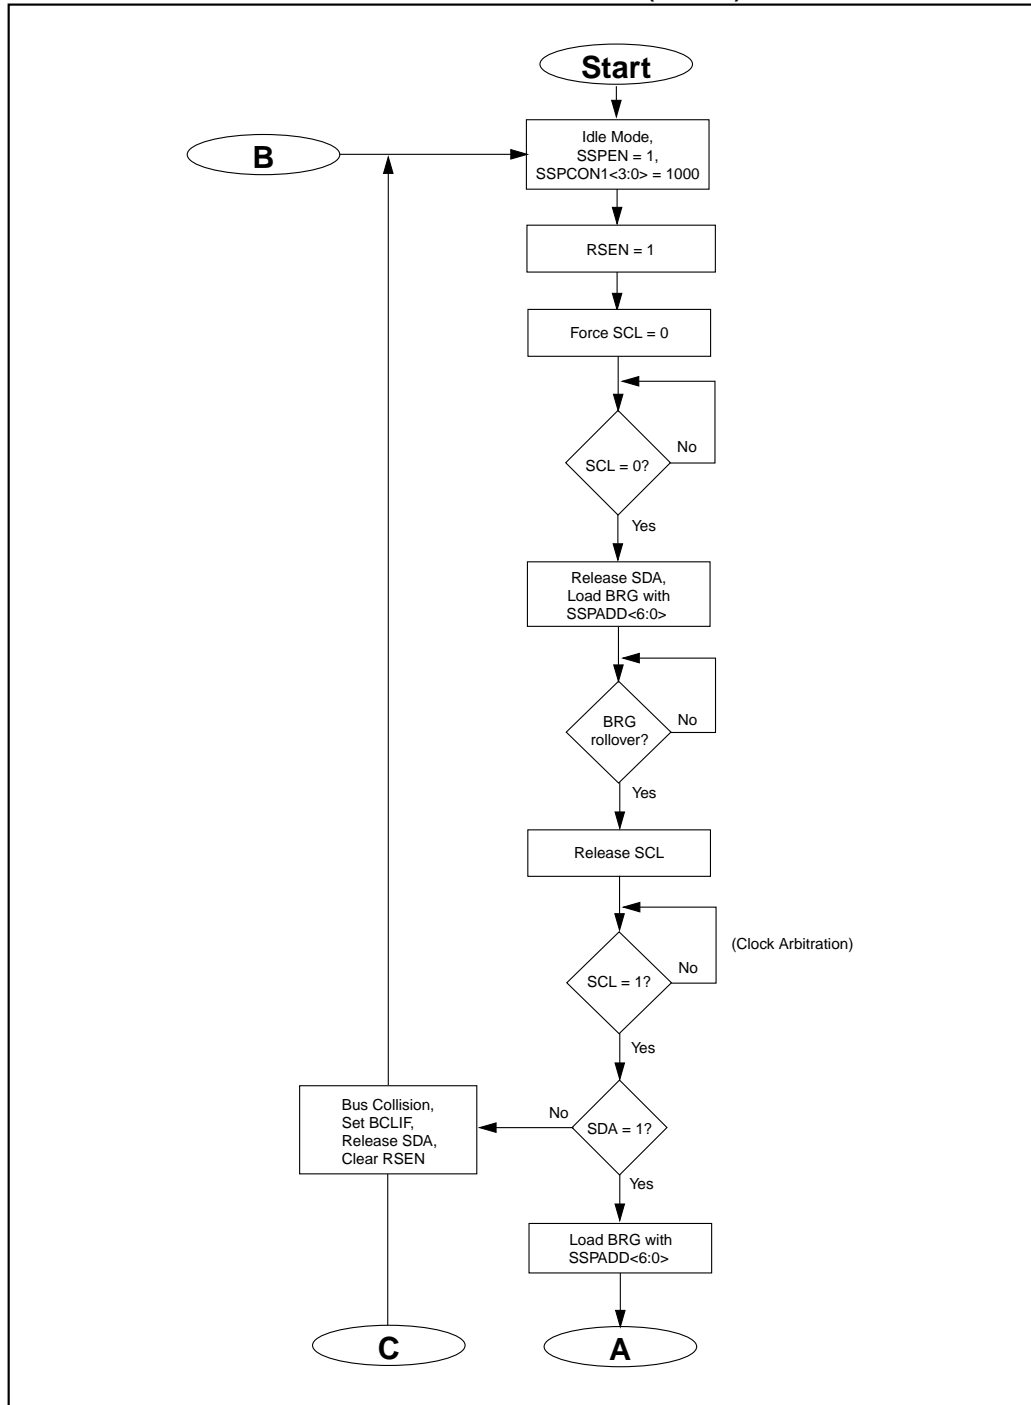 Start
B
Idle Mode,
SSPEN = 1,
SSPCON1<3:0> = 1000
RSEN = 1
Force SCL = 0
No
SCL = 0?
Yes
Release SDA,
Load BRG with
SSPADD<6:0>
No
BRG
rollover?
Yes
Release SCL
(Clock Arbitration)
No
SCL = 1?
Yes
Bus Collision,
Set BCLIF,
Release SDA,
Clear RSEN
No
SDA = 1?
Yes
Load BRG with
SSPADD<6:0>
C
A